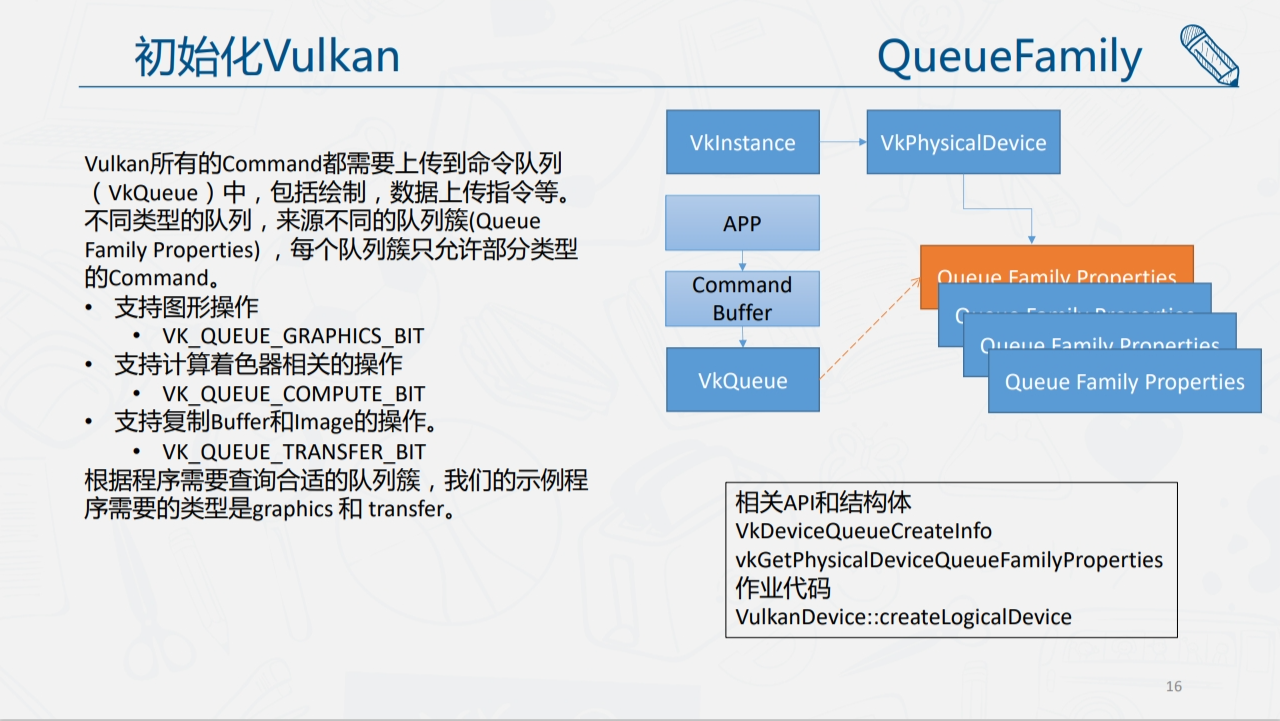 初始化Vulkan
QueueFamily
Vulkan所有的Command都需要上传到命令队列
（VkQueue）中，包括绘制，数据上传指令等。
不同类型的队列，来源不同的队列簇(Queue
Family Properties) ，每个队列簇只允许部分类型
的Command。
• 支持图形操作
• VK_QUEUE_GRAPHICS_BIT
• 支持计算着色器相关的操作
• VK_QUEUE_COMPUTE_BIT
• 支持复制Buffer和Image的操作。
• VK_QUEUE_TRANSFER_BIT
根据程序需要查询合适的队列簇，我们的示例程
序需要的类型是graphics 和 transfer。
VkInstance
VkPhysicalDevice
APP
Command
Buffer
VkQueue
Queue Family Properties
Queue Family Properties
Queue Family Properties
Queue Family Properties
相关API和结构体
VkDeviceQueueCreateInfo
vkGetPhysicalDeviceQueueFamilyProperties
作业代码
VulkanDevice::createLogicalDevice
16